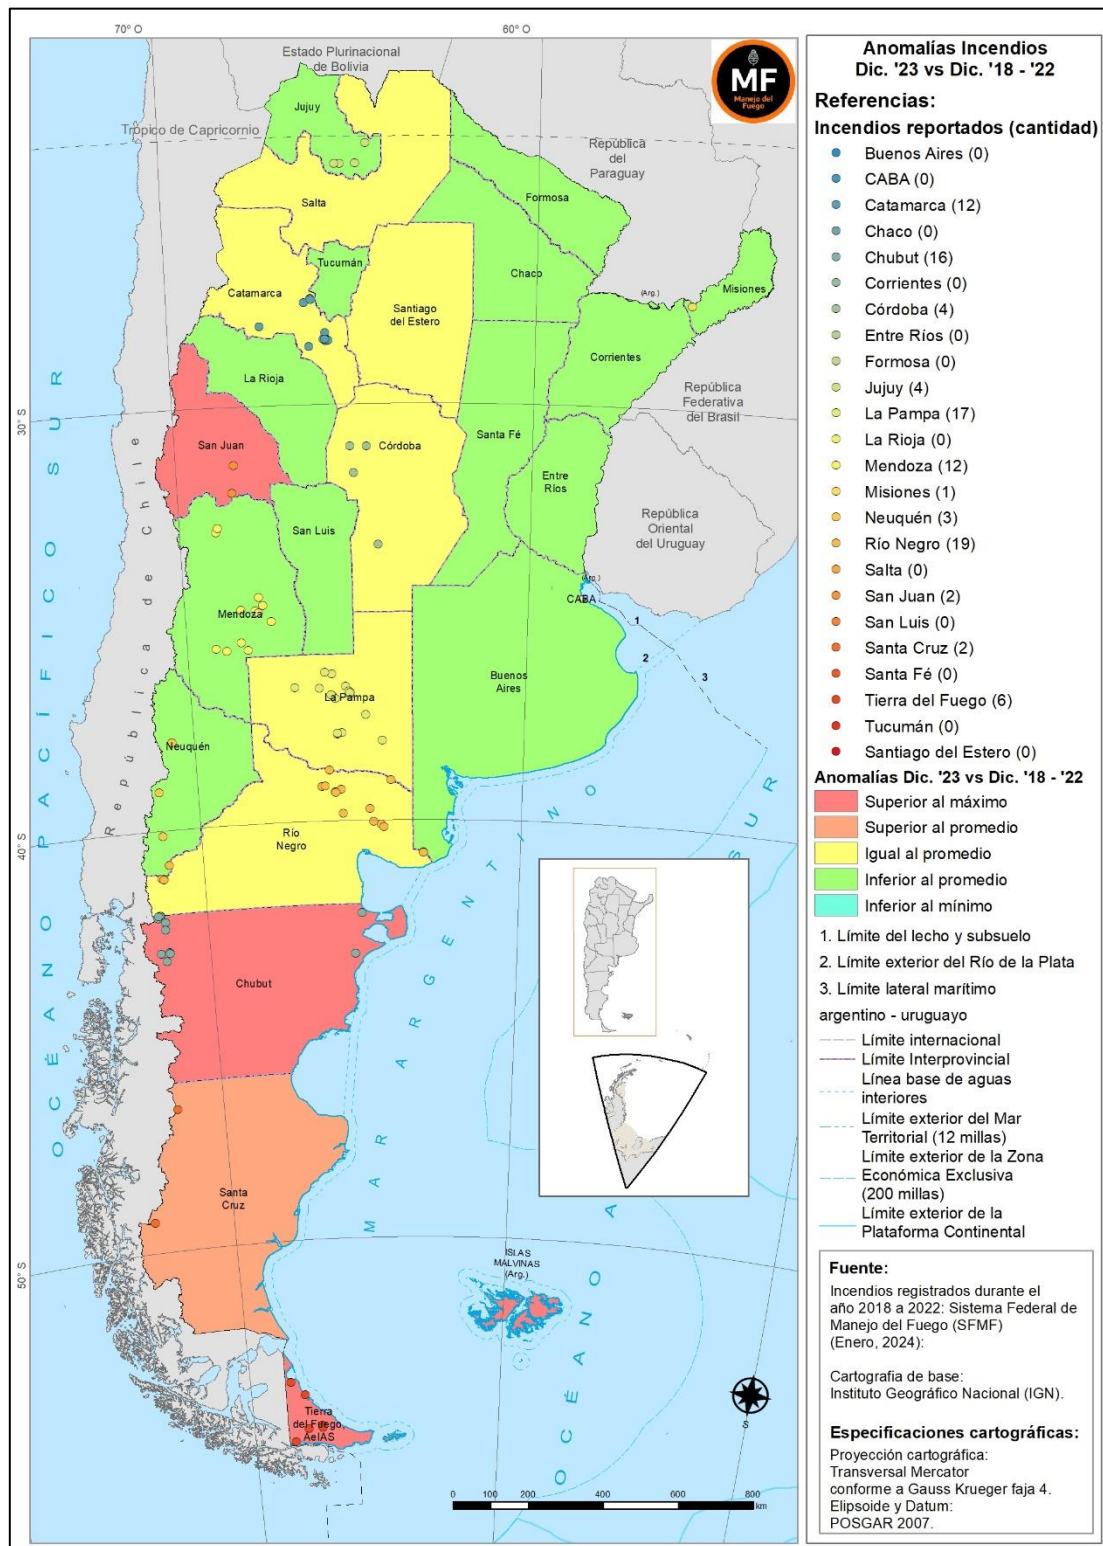 70° O
60° O
Estado Plurinacional
de Bolivia
MF
Manejo del
Fuego
Jujuy
Trópico de Capricornio
República
del
Paraguay
Salta
Formosa
Tucumán
Chaco
Catamarca
Santiago
del Estero
(Arg.)
Misiones
Corrientes
La Rioja
República
Federativa
del Brasil
30° S
San Juan
Córdoba
Santa Fé
Entre
Ríos
San Luis
República
Oriental
del Uruguay
(Arg.)
CABA
1
2
3
Mendoza
Buenos
Aires
La Pampa
Neuquén
Río
Negro
40° S
Chubut
Santa
Cruz
50° S
ISLAS
MALVINAS
(Arg.)
Tierra
del Fuego,
AeIAS
República de Chile
OCÉANO PACÍFICO SUR
MAR ARGENTINO
OCÉANO
A
SUR
S
0 100 200 400 600 800
km
Anomalías Incendios
Dic. '23 vs Dic. '18 - '22
Referencias:
Incendios reportados (cantidad)
Buenos Aires (0)
CABA (0)
Catamarca (12)
Chaco (0)
Chubut (16)
Corrientes (0)
Córdoba (4)
Entre Ríos (0)
Formosa (0)
Jujuy (4)
La Pampa (17)
La Rioja (0)
Mendoza (12)
Misiones (1)
Neuquén (3)
Río Negro (19)
Salta (0)
San Juan (2)
San Luis (0)
Santa Cruz (2)
Santa Fé (0)
Tierra del Fuego (6)
Tucumán (0)
Santiago del Estero (0)
Anomalías Dic. '23 vs Dic. '18 - '22
Superior al máximo
Superior al promedio
Igual al promedio
Inferior al promedio
Inferior al mínimo
1. Límite del lecho y subsuelo
2. Límite exterior del Río de la Plata
3. Límite lateral marítimo
argentino - uruguayo
Límite internacional
Límite Interprovincial
Línea base de aguas
interiores
Límite exterior del Mar
Territorial (12 millas)
Límite exterior de la Zona
Económica Exclusiva
(200 millas)
Límite exterior de la
Plataforma Continental
Fuente:
Incendios registrados durante el
año 2018 a 2022: Sistema Federal de
Manejo del Fuego (SFMF)
(Enero, 2024):
Cartografia de base:
Instituto Geográfico Nacional (IGN).
Especificaciones cartográficas:
Proyección cartográfica:
Transversal Mercator
conforme a Gauss Krueger faja 4.
Elipsoide y Datum:
POSGAR 2007.